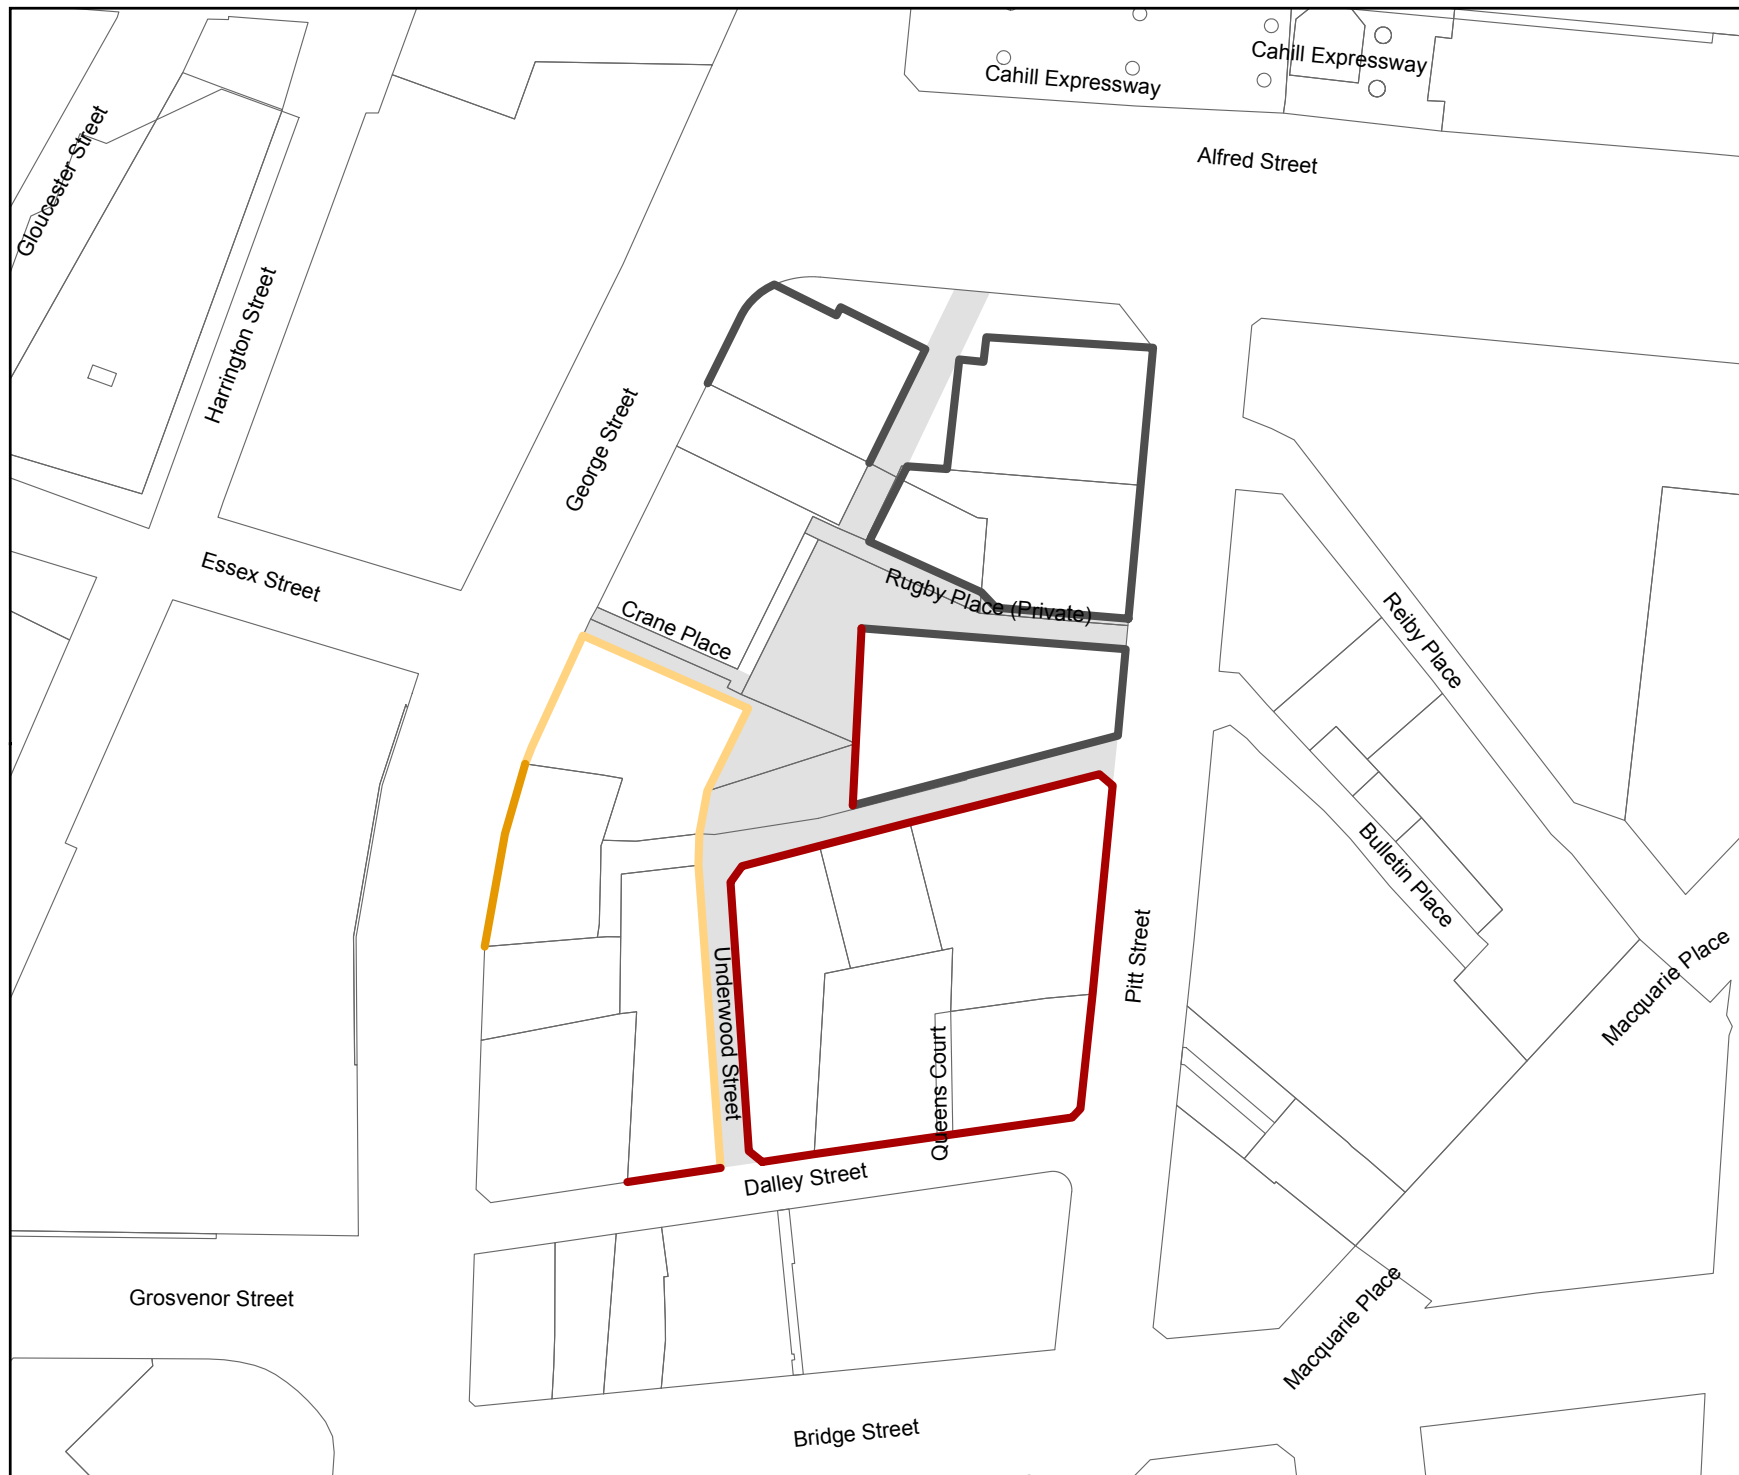 Cahill Expressway
Cahill Expressway
Alfred Street
Gloucester Street
Harrington Street
George Street
Essex Street
Crane Place
Rugby Place (Private)
Reiby Place
Bulletin Place
Pitt Street
Macquarie Place
Underwood Street
Queens Court
Dalley Street
Grosvenor Street
Macquarie Place
Bridge Street